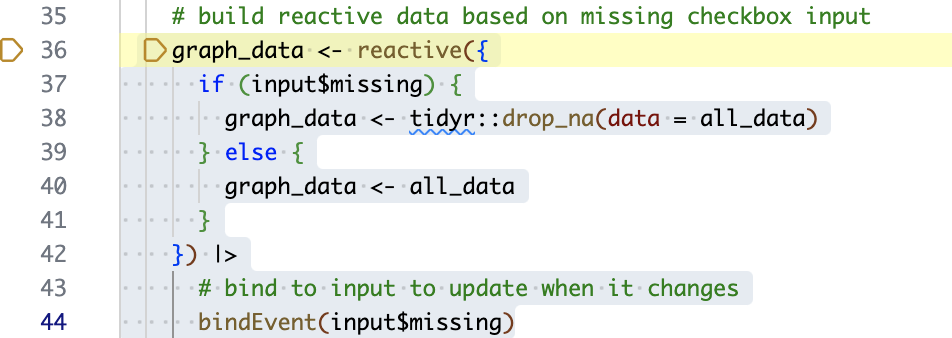 35 # build reactive data based on missing checkbox input
36 graph_data <- reactive({
37 if (input$missing) {
38 graph_data <- tidyr::drop_na(data = all_data)
39 } else {
40 graph_data <- all_data
41 }
42 }) |>
43 # bind to input to update when it changes
44 bindEvent(input$missing)